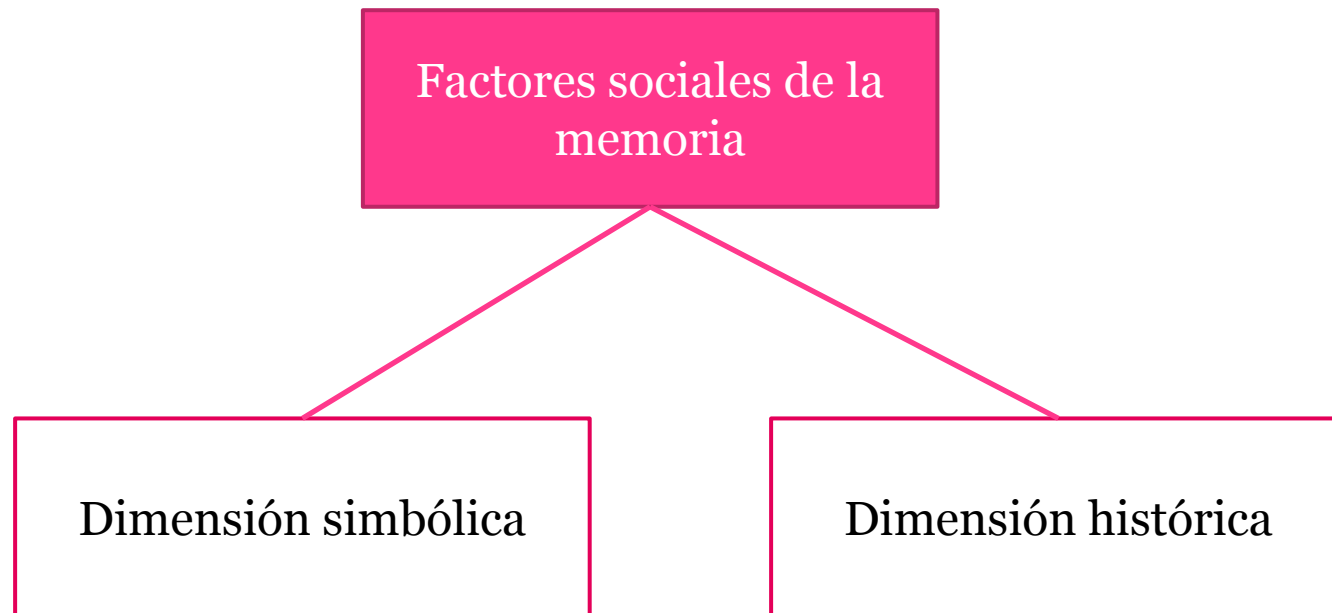 Factores sociales de la
memoria
Dimensión simbólica
Dimensión histórica